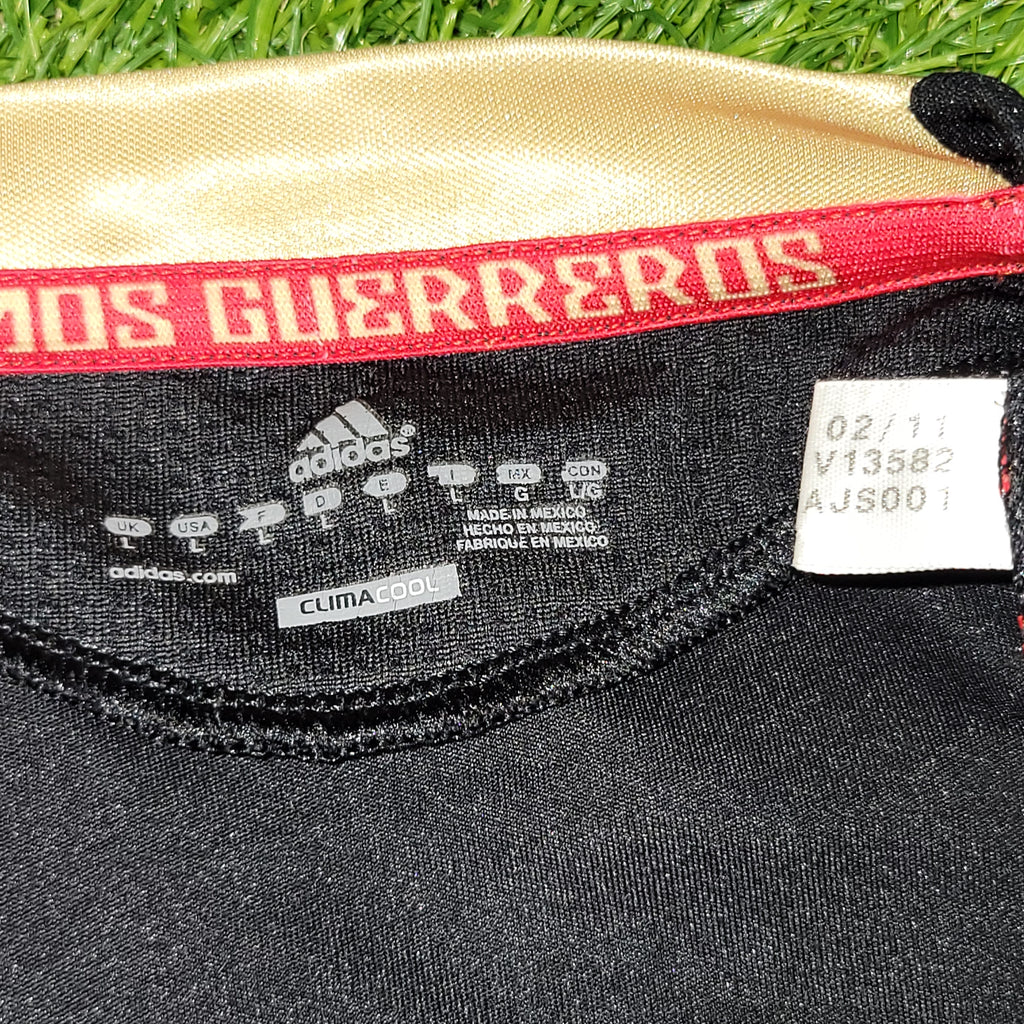 MOS GUERREROS
adidas®
UK USA F D E I MX CON
L L L L L L G L/G
MADE IN MEXICO
HECHO EN MEXICO
FABRIQUE EN MEXICO
adidas.com
CLIMACOOL
02/11
V13582
AJS001